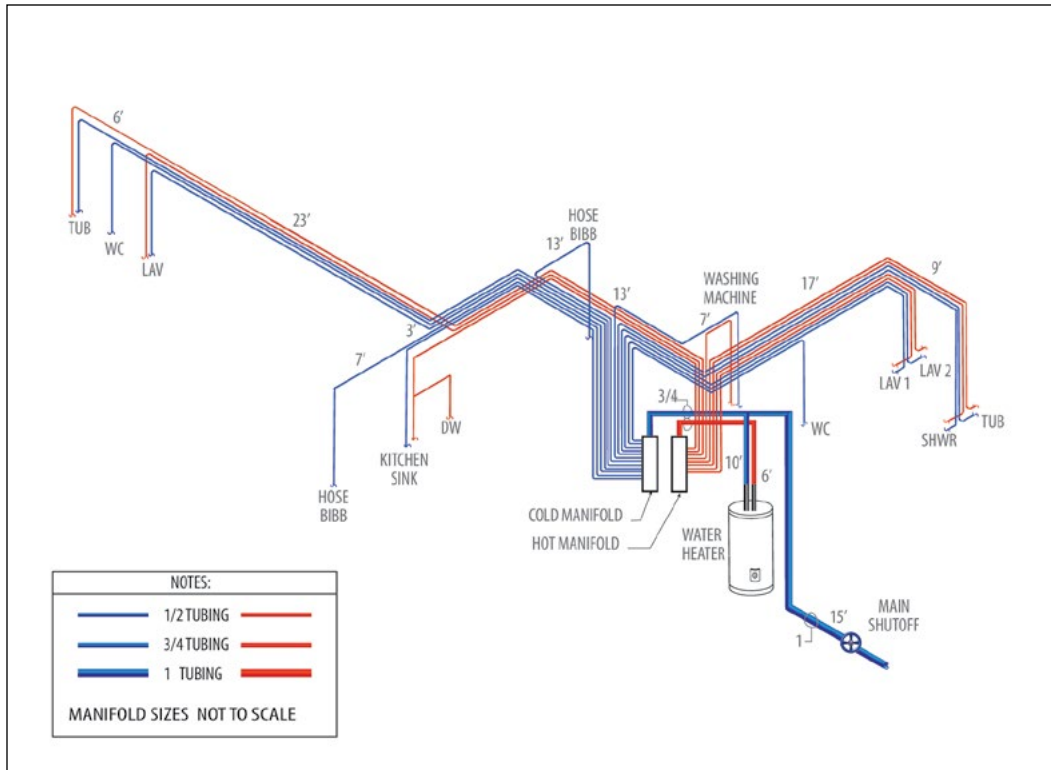 6'
TUB
WC
LAV
23'
13'
HOSE
BIBB
3'
7'
HOSE
BIBB
KITCHEN
SINK
DW
13'
WASHING
MACHINE
7'
17'
9'
LAV 1
LAV 2
SHWR
TUB
WC
3/4
10'
6'
COLD MANIFOLD
HOT MANIFOLD
WATER
HEATER
MAIN
SHUTOFF
15'
1
NOTES:
1/2 TUBING
3/4 TUBING
1 TUBING
MANIFOLD SIZES NOT TO SCALE